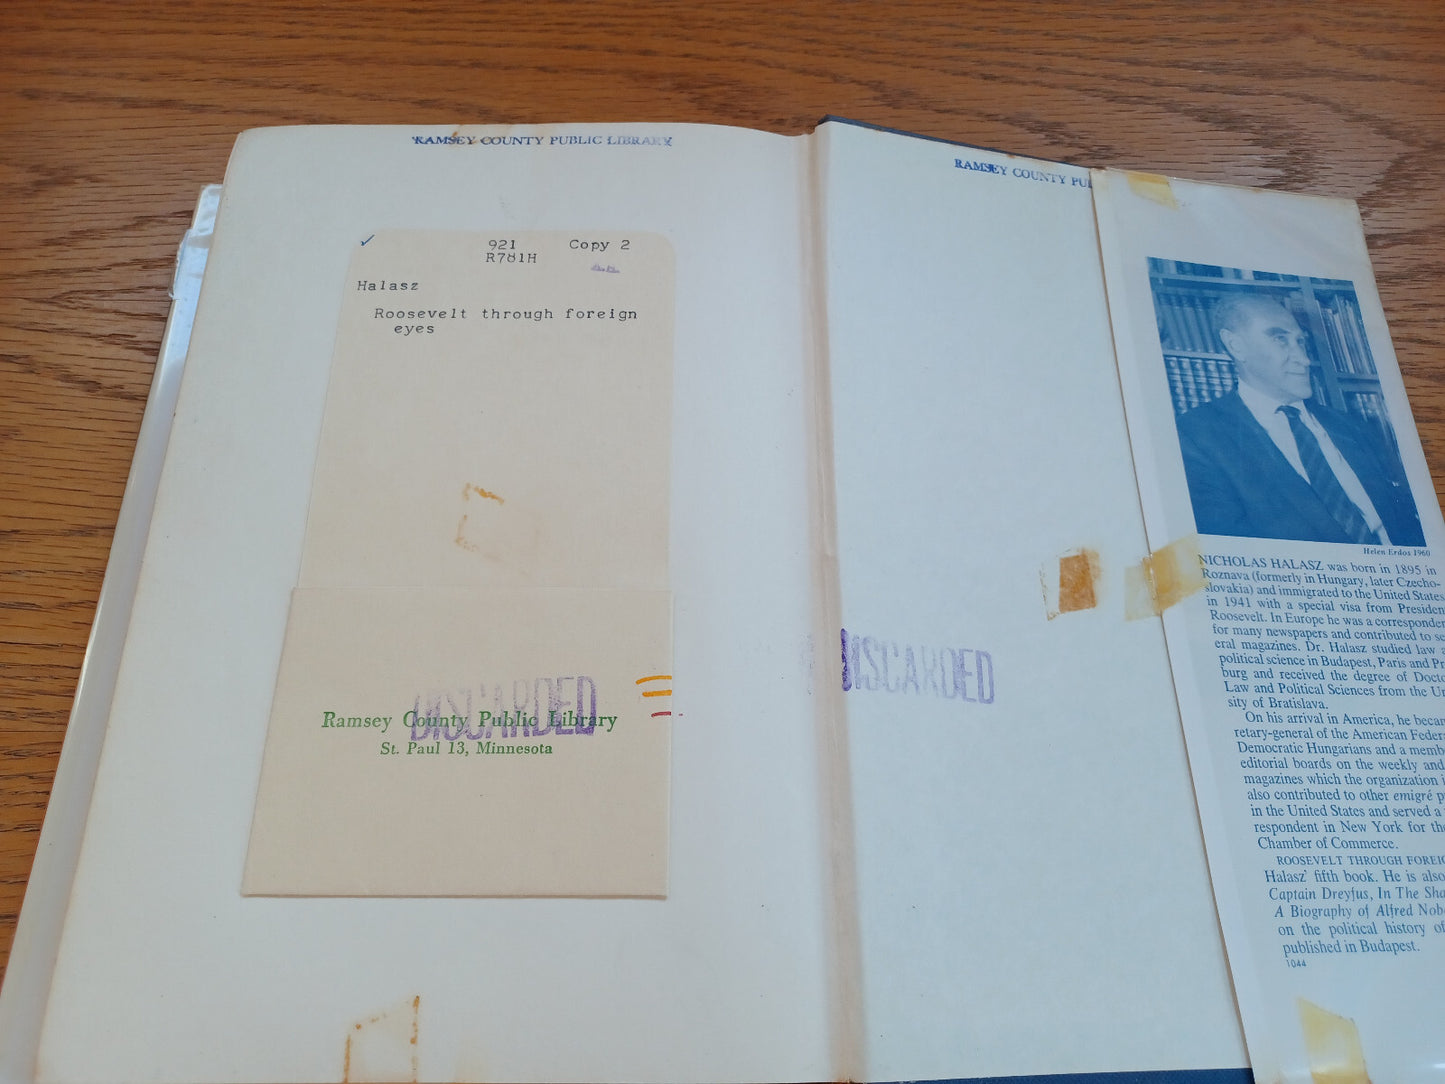 RAMSEY COUNTY PUBLIC LIBRARY
921 Copy 2
R781H
Halasz
Roosevelt through foreign
eyes
DISCARDED
Ramsey County Public Library
St. Paul 13, Minnesota
RAMSEY COUNTY PU
DISCARDED
Helen Erdos 1960
NICHOLAS HALASZ was born in 1895 in
Roznava (formerly in Hungary, later Czecho-
slovakia) and immigrated to the United States
in 1941 with a special visa from Presiden
Roosevelt. In Europe he was a corresponden
for many newspapers and contributed to se
eral magazines. Dr. Halasz studied law a
political science in Budapest, Paris and Pr
burg and received the degree of Docto
Law and Political Sciences from the Un
sity of Bratislava.
On his arrival in America, he becam
retary-general of the American Federa
Democratic Hungarians and a memb
editorial boards on the weekly and
magazines which the organization i
also contributed to other emigré p
in the United States and served a
respondent in New York for the
Chamber of Commerce.
ROOSEVELT THROUGH FOREIG
Halasz' fifth book. He is also
Captain Dreyfus, In The Sha
A Biography of Alfred Nobe
on the political history of
published in Budapest.
1044